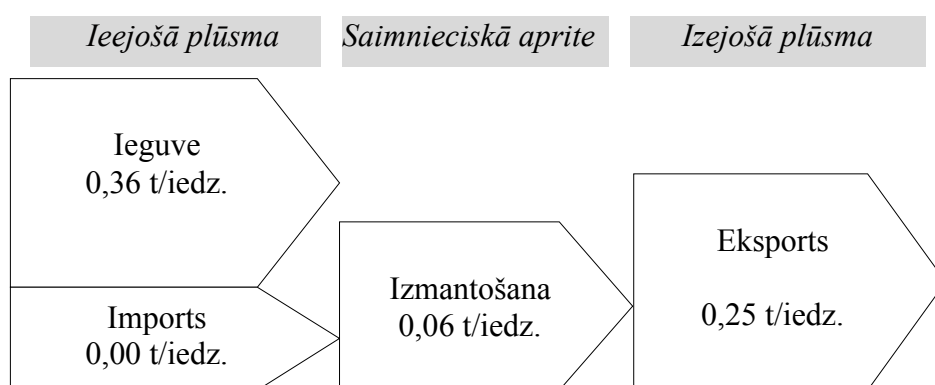 Ieejošā plūsma
Saimnieciskā aprite
Izejošā plūsma
Ieguve
0,36 t/iedz.
Imports
0,00 t/iedz.
Izmantošana
0,06 t/iedz.
Eksports
0,25 t/iedz.